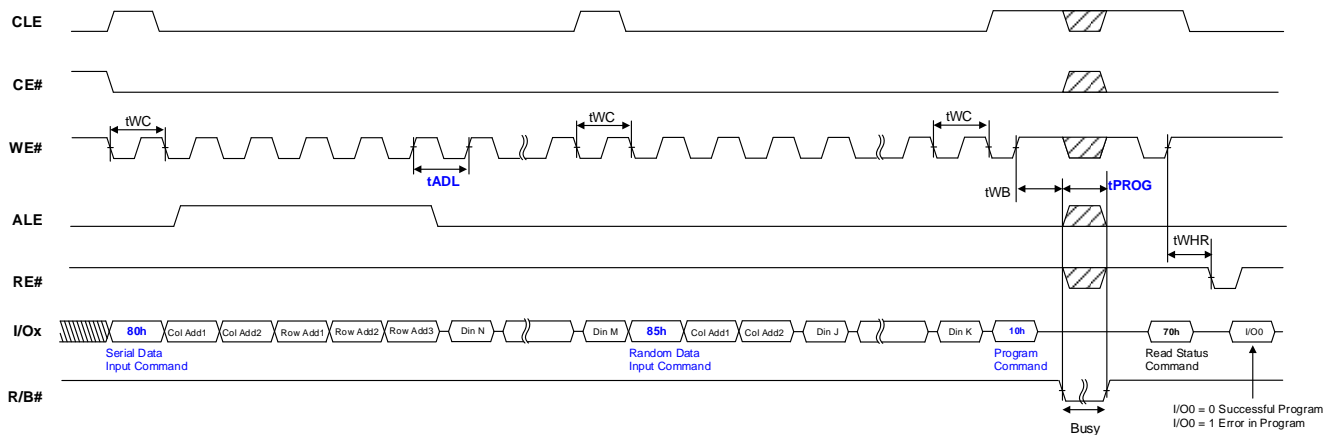 CLE
CE#
tWC
tWC
tWC
WE#
tADL
tWB
tPROG
ALE
tWHR
RE#
I/Ox
80h
Col Add1
Col Add2
Row Add1
Row Add2
Row Add3
Din N
Din M
85h
Col Add1
Col Add2
Din J
Din K
10h
70h
I/O0
Serial Data
Input Command
Random Data
Input Command
Program
Command
Read Status
Command
R/B#
Busy
I/O0 = 0 Successful Program
I/O0 = 1 Error in Program